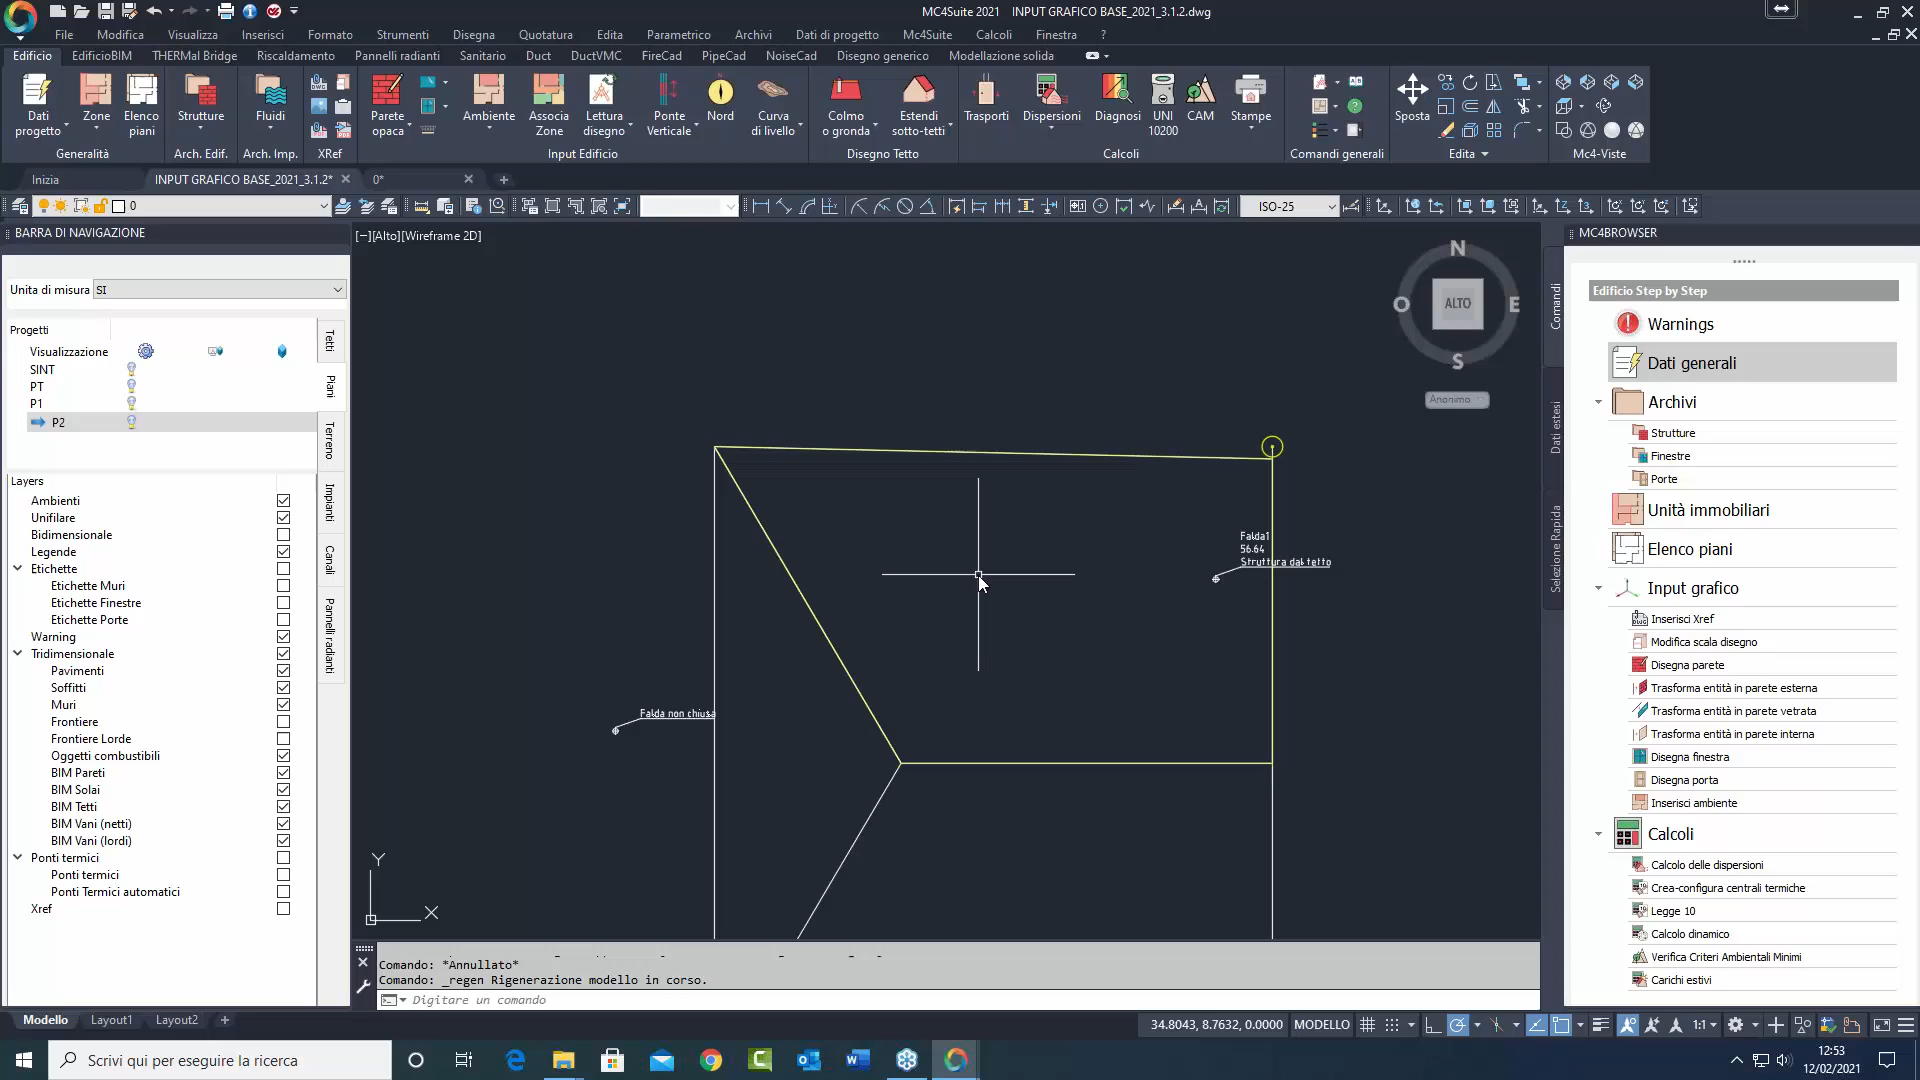 MC4Suite 2021 INPUT GRAFICO BASE_2021_3.1.2.dwg
File Modifica Visualizza Inserisci Formato Strumenti Disegna Quotatura Edita Parametrico Archivi Dati di progetto Mc4Suite Calcoli Finestra ?
Edificio EdificioBIM THERMal Bridge Riscaldamento Pannelli radianti Sanitario Duct DuctVMC FireCad PipeCad NoiseCad Disegno generico Modellazione solida
Dati progetto
Zone
Elenco piani
Strutture
Fluidi
Parete opaca
Ambiente
Associa Zone
Lettura disegno
Ponte Verticale
Nord
Curva di livello
Colmo o gronda
Estendi sotto-tetti
Trasporti
Dispersioni
Diagnosi
UNI 10200
CAM
Stampe
Sposta
Generalità Arch. Edif. Arch. Imp. XRef Input Edificio Disegno Tetto Calcoli Comandi generali Edita Mc4-Viste
Inizia INPUT GRAFICO BASE_2021_3.1.2* 0*
0
ISO-25
BARRA DI NAVIGAZIONE
Unita di misura SI
Progetti
Visualizzazione
SINT
PT
P1
P2
Tetti
Piani
Terreno
Impianti
Canali
Pannelli radianti
Layers
Ambienti
Unifilare
Bidimensionale
Legende
Etichette
Etichette Muri
Etichette Finestre
Etichette Porte
Warning
Tridimensionale
Pavimenti
Soffitti
Muri
Frontiere
Frontiere Lorde
Oggetti combustibili
BIM Pareti
BIM Solai
BIM Tetti
BIM Vani (netti)
BIM Vani (lordi)
Ponti termici
Ponti termici
Ponti Termici automatici
Xref
[−][Alto][Wireframe 2D]
N
O ALTO E
S
Anonimo
Falda1
56.64
Struttura dal tetto
Falda non chiusa
Y
X
Comando: *Annullato*
Comando: _regen Rigenerazione modello in corso.
Digitare un comando
Comandi
Dati estesi
Selezione Rapida
MC4BROWSER
Edificio Step by Step
Warnings
Dati generali
Archivi
Strutture
Finestre
Porte
Unità immobiliari
Elenco piani
Input grafico
Inserisci Xref
Modifica scala disegno
Disegna parete
Trasforma entità in parete esterna
Trasforma entità in parete vetrata
Trasforma entità in parete interna
Disegna finestra
Disegna porta
Inserisci ambiente
Calcoli
Calcolo delle dispersioni
Crea-configura centrali termiche
Legge 10
Calcolo dinamico
Verifica Criteri Ambientali Minimi
Carichi estivi
Modello Layout1 Layout2 +
34.8043, 8.7632, 0.0000 MODELLO 1:1
Scrivi qui per eseguire la ricerca
12:53
12/02/2021